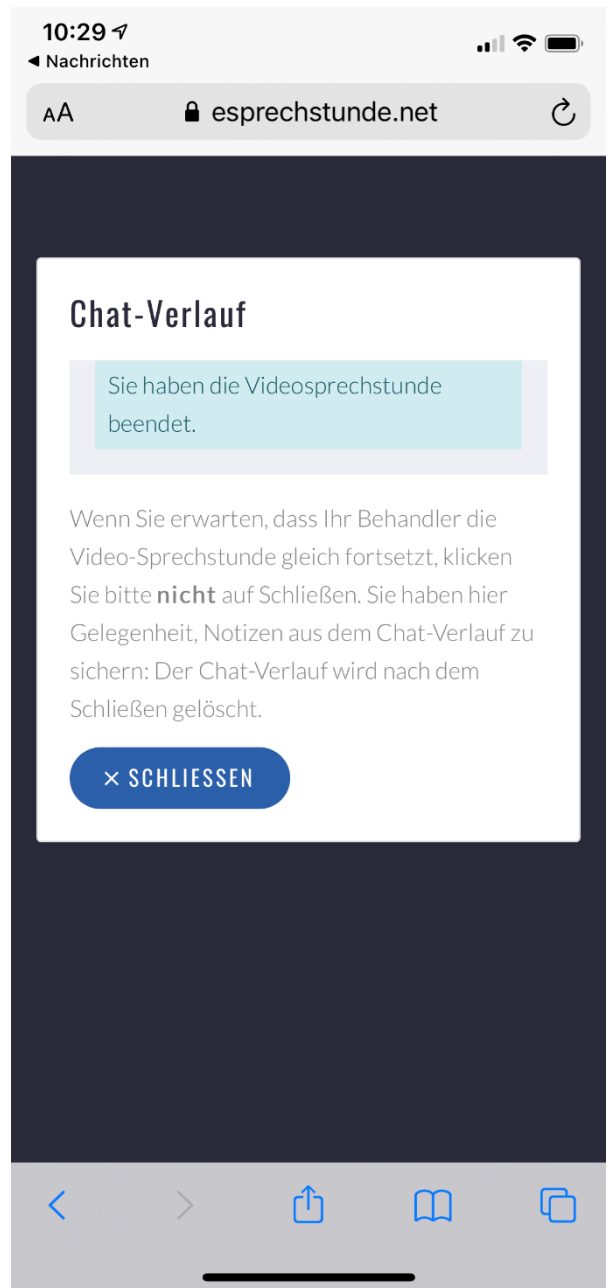 10:29
◀ Nachrichten
AA esprechstunde.net
Chat-Verlauf
Sie haben die Videosprechstunde
beendet.
Wenn Sie erwarten, dass Ihr Behandler die
Video-Sprechstunde gleich fortsetzt, klicken
Sie bitte nicht auf Schließen. Sie haben hier
Gelegenheit, Notizen aus dem Chat-Verlauf zu
sichern: Der Chat-Verlauf wird nach dem
Schließen gelöscht.
× SCHLIESSEN